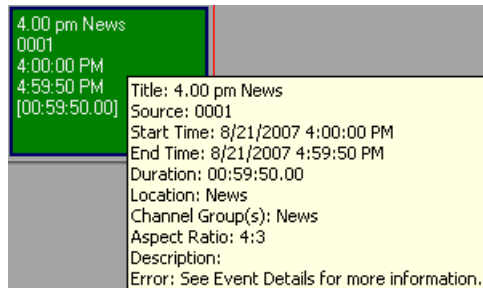 4.00 pm News
0001
4:00:00 PM
4:59:50 PM
[00:59:50.00]
Title: 4.00 pm News
Source: 0001
Start Time: 8/21/2007 4:00:00 PM
End Time: 8/21/2007 4:59:50 PM
Duration: 00:59:50.00
Location: News
Channel Group(s): News
Aspect Ratio: 4:3
Description:
Error: See Event Details for more information.